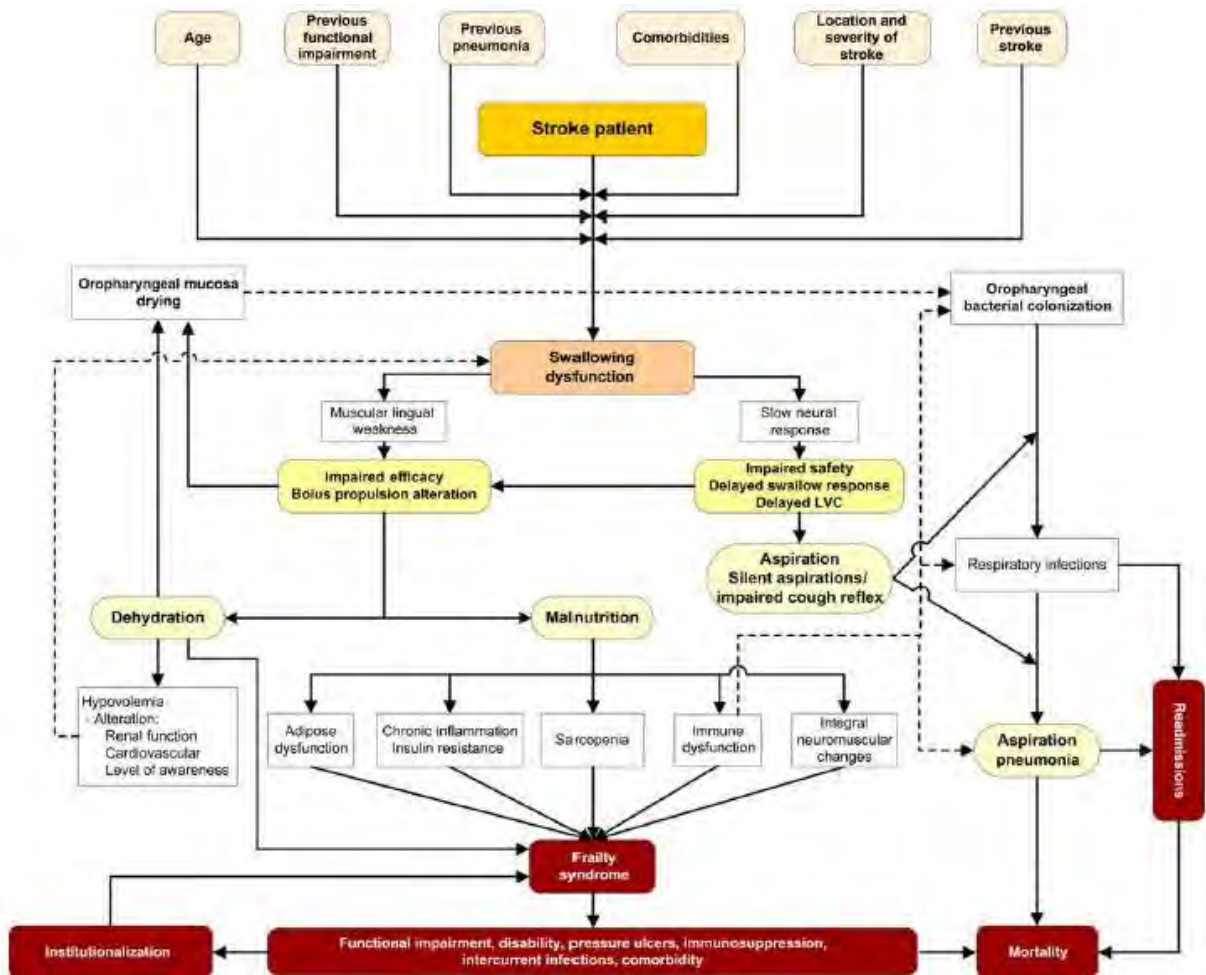 Age
Previous
functional
impairment
Previous
pneumonia
Comorbidities
Location and
severity of
stroke
Previous
stroke
Stroke patient
Oropharyngeal mucosa
drying
Oropharyngeal
bacterial colonization
Swallowing
dysfunction
Muscular lingual
weakness
Slow neural
response
Impaired efficacy
Bolus propulsion alteration
Impaired safety
Delayed swallow response
Delayed LVC
Aspiration
Silent aspirations/
impaired cough reflex
Respiratory infections
Dehydration
Malnutrition
Hypovolemia
- Alteration:
Renal function
Cardiovascular
Level of awareness
Adipose
dysfunction
Chronic inflammation
Insulin resistance
Sarcopenia
Immune
dysfunction
Integral
neuromuscular
changes
Aspiration
pneumonia
Readmissions
Frailty
syndrome
Institutionalization
Functional impairment, disability, pressure ulcers, immunosuppression,
intercurrent infections, comorbidity
Mortality